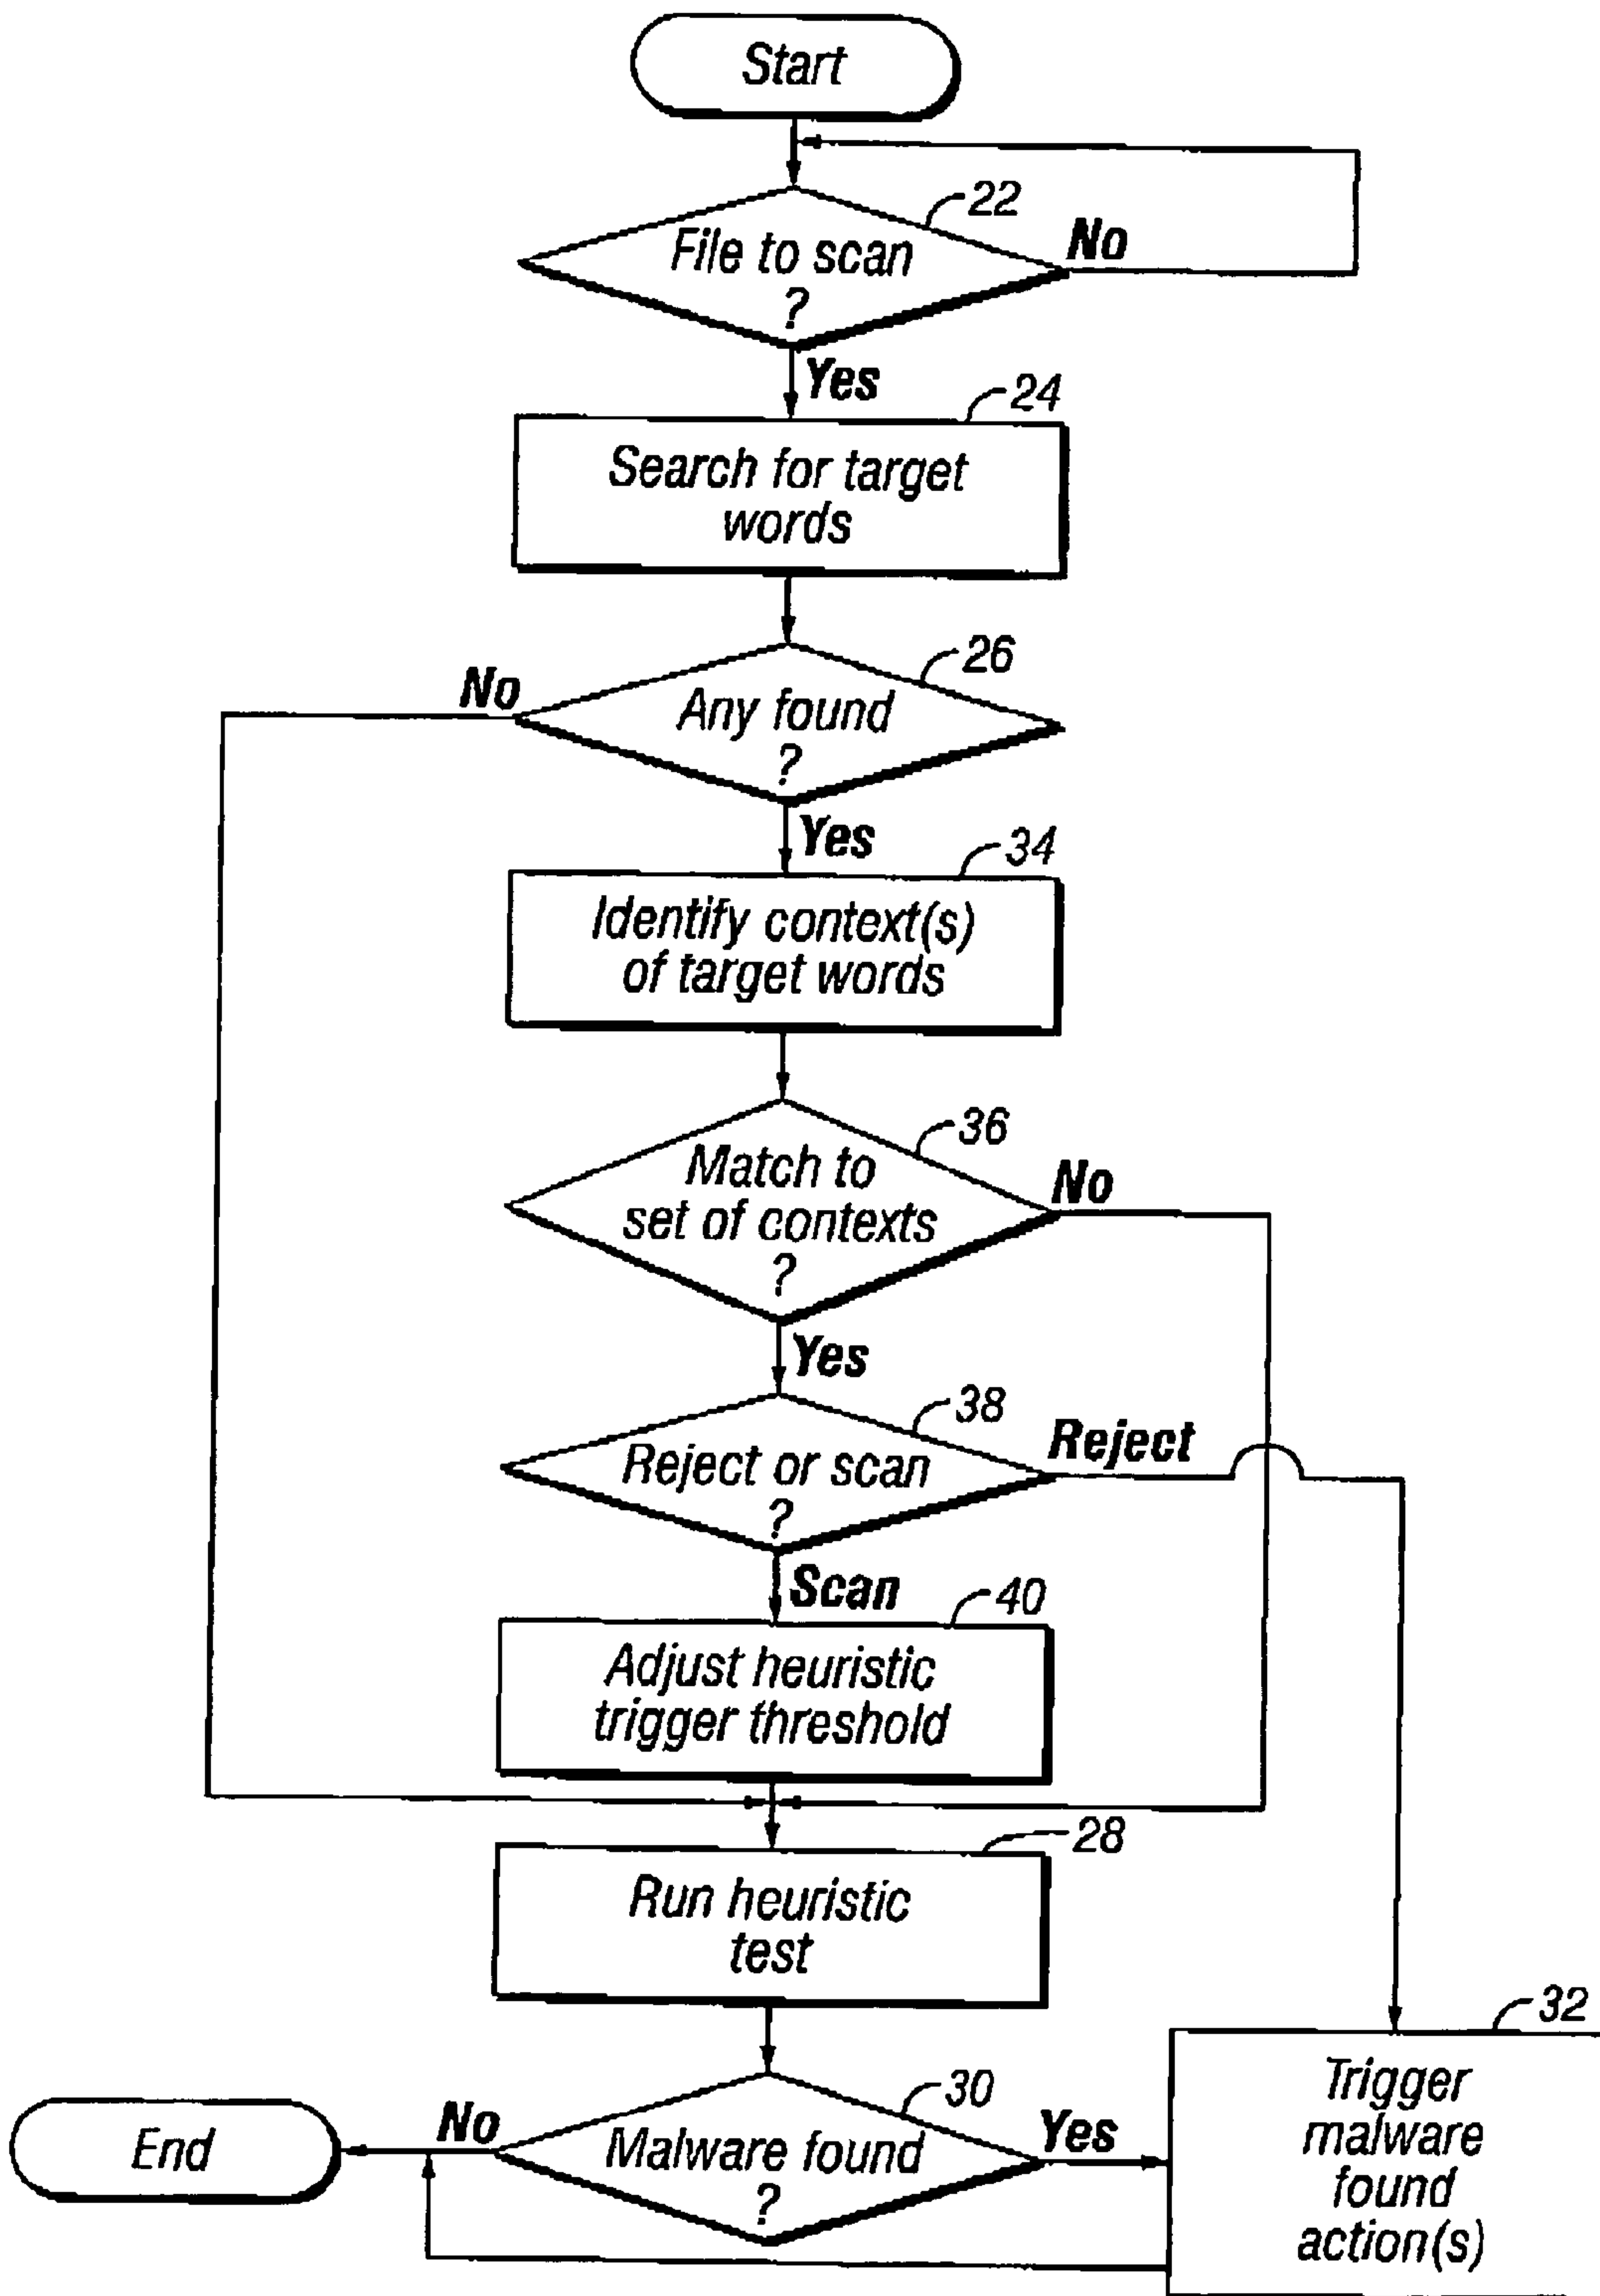 Start
22
File to scan
?
No
Yes
24
Search for target
words
26
No
Any found
?
Yes
34
Identify context(s)
of target words
36
Match to
set of contexts
?
No
Yes
38
Reject or scan
?
Reject
Scan
40
Adjust heuristic
trigger threshold
28
Run heuristic
test
32
Trigger
malware
found
action(s)
30
Malware found
?
Yes
No
End